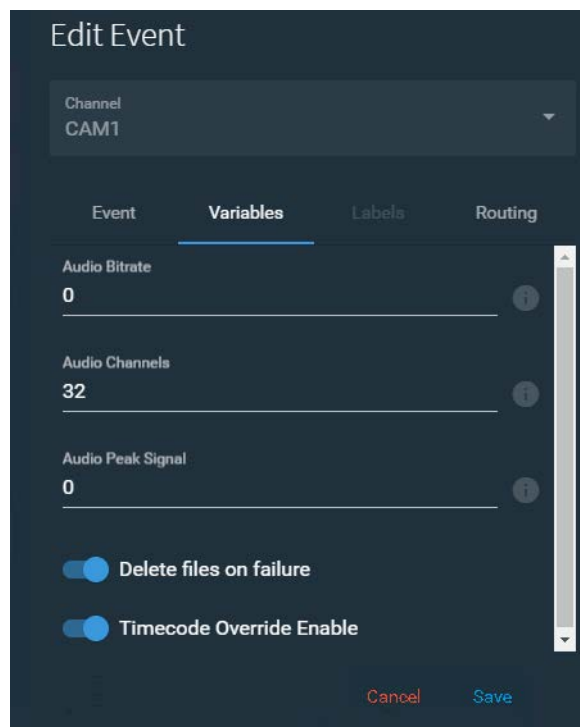 Edit Event
Channel
CAM1
Event Variables Labels Routing
Audio Bitrate
0
Audio Channels
32
Audio Peak Signal
0
Delete files on failure
Timecode Override Enable
Cancel Save